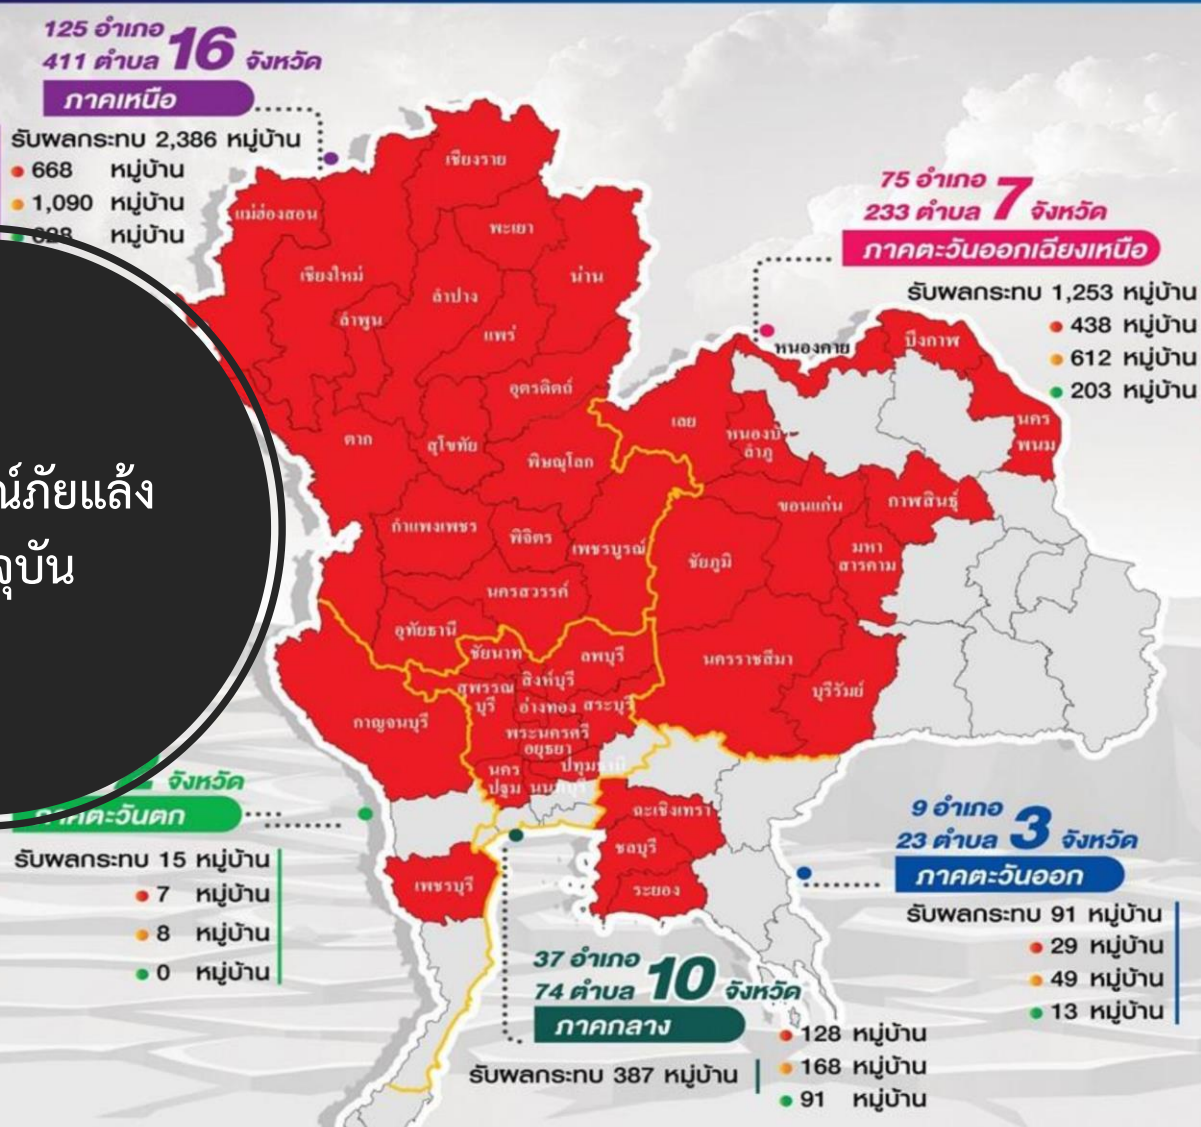 125 อำเภอ
411 ตำบล 16 จังหวัด
ภาคเหนือ
รับผลกระทบ 2,386 หมู่บ้าน
668 หมู่บ้าน
1,090 หมู่บ้าน
628 หมู่บ้าน
75 อำเภอ
233 ตำบล 7 จังหวัด
ภาคตะวันออกเฉียงเหนือ
รับผลกระทบ 1,253 หมู่บ้าน
438 หมู่บ้าน
612 หมู่บ้าน
203 หมู่บ้าน
เชียงราย
แม่ฮ่องสอน
พะเยา
เชียงใหม่
น่าน
ลำปาง
ลำพูน
แพร่
อุตรดิตถ์
ตาก
สุโขทัย
พิษณุโลก
กำแพงเพชร
พิจิตร
เพชรบูรณ์
นครสวรรค์
อุทัยธานี
หนองคาย
บึงกาฬ
เลย
หนองบัว
ลำภู
นคร
พนม
ขอนแก่น
กาฬสินธุ์
ชัยภูมิ
มหา
สารคาม
นครราชสีมา
บุรีรัมย์
ชัยนาท
ลพบุรี
สิงห์บุรี
สุพรรณ
บุรี
อ่างทอง
สระบุรี
พระนครศรี
อยุธยา
ปทุมธานี
นคร
ปฐม
นนทบุรี
กาญจนบุรี
เพชรบุรี
ฉะเชิงเทรา
ชลบุรี
ระยอง
ณ์ภัยแล้ง
จุบัน
จังหวัด
ภาคตะวันตก
รับผลกระทบ 15 หมู่บ้าน
7 หมู่บ้าน
8 หมู่บ้าน
0 หมู่บ้าน
37 อำเภอ
74 ตำบล 10 จังหวัด
ภาคกลาง
รับผลกระทบ 387 หมู่บ้าน
128 หมู่บ้าน
168 หมู่บ้าน
91 หมู่บ้าน
9 อำเภอ
23 ตำบล 3 จังหวัด
ภาคตะวันออก
รับผลกระทบ 91 หมู่บ้าน
29 หมู่บ้าน
49 หมู่บ้าน
13 หมู่บ้าน